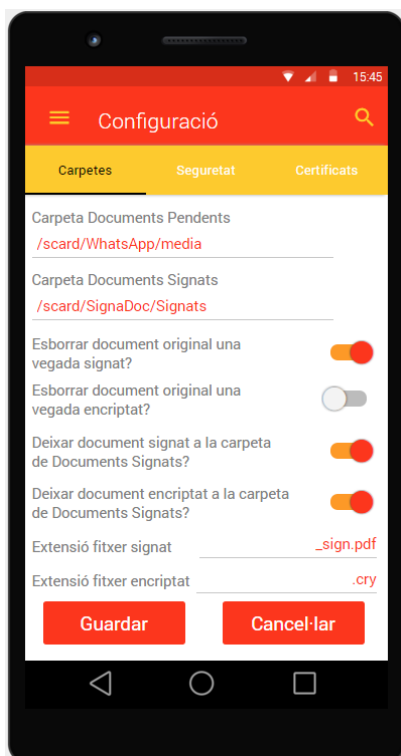 15:45
Configuració
Carpetes Seguretat Certificats
Carpeta Documents Pendents
/scard/WhatsApp/media
Carpeta Documents Signats
/scard/SignaDoc/Signats
Esborrar document original una
vegada signat?
Esborrar document original una
vegada encriptat?
Deixar document signat a la carpeta
de Documents Signats?
Deixar document encriptat a la carpeta
de Documents Signats?
Extensió fitxer signat _sign.pdf
Extensió fitxer encriptat .cry
Guardar Cancel·lar